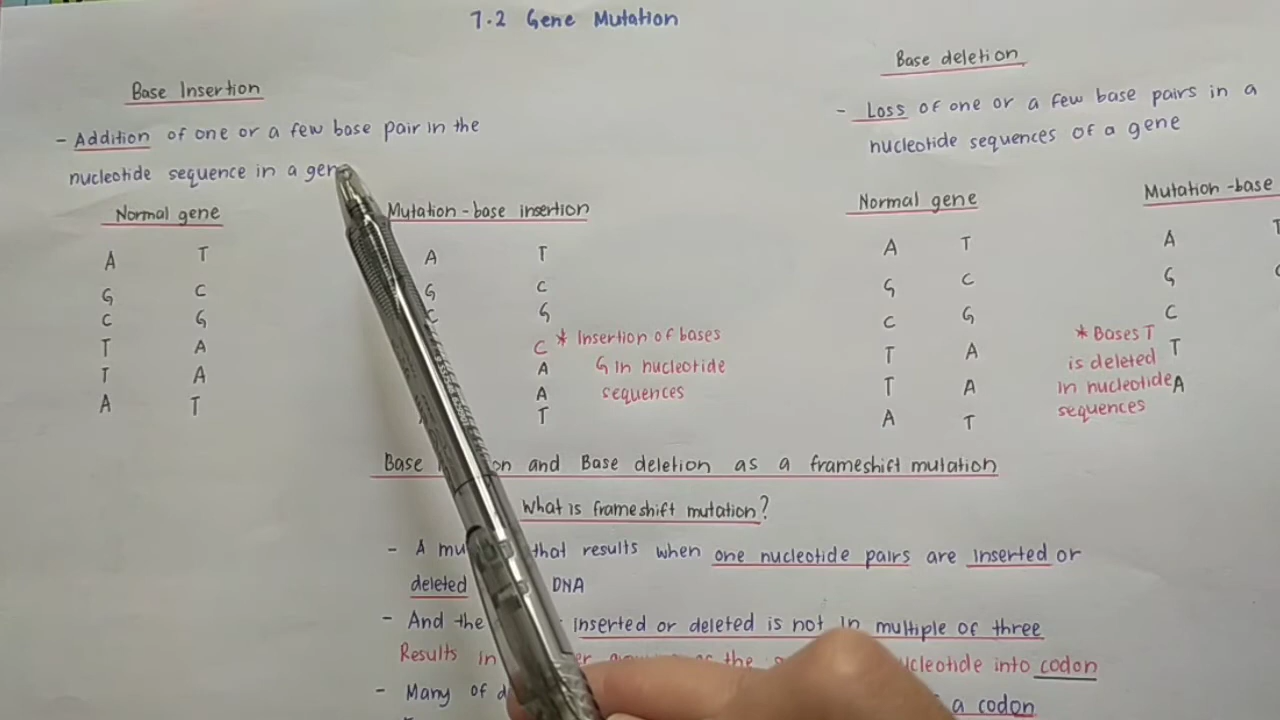 7.2 Gene Mutation
Base Insertion
- Addition of one or a few base pair in the
nucleotide sequence in a gen
Normal gene
A T
G C
C G
T A
T A
A T
Mutation-base insertion
A T
G C
C G
C
A
A
T
* Insertion of bases
G in nucleotide
sequences
Base deletion
- Loss of one or a few base pairs in a
nucleotide sequences of a gene
Normal gene
A T
G C
C G
T A
T A
A T
Mutation-base
A T
G
C
T
A
* Bases T
is deleted
in nucleotide
sequences
Base on and Base deletion as a frameshift mutation
What is frameshift mutation?
- A mu that results when one nucleotide pairs are inserted or
deleted DNA
- And the inserted or deleted is not in multiple of three
Results in as the nucleotide into codon
- Many of a codon